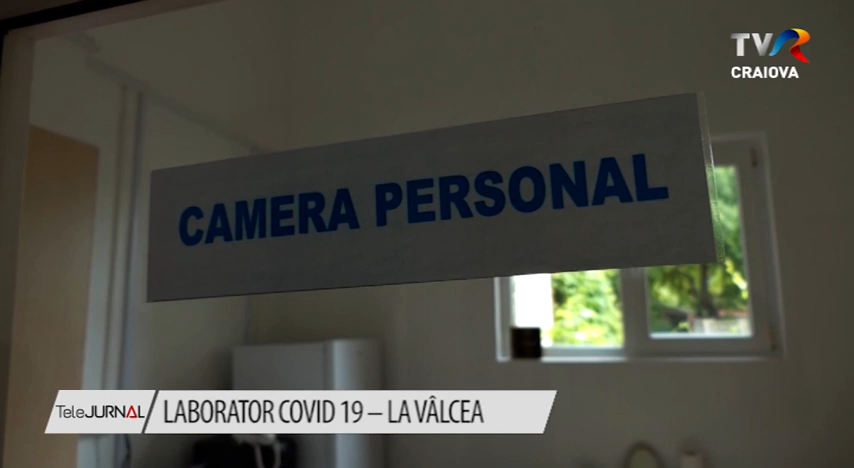 TVR
CRAIOVA
CAMERA PERSONAL
TeleJURNAL
LABORATOR COVID 19 – LA VÂLCEA